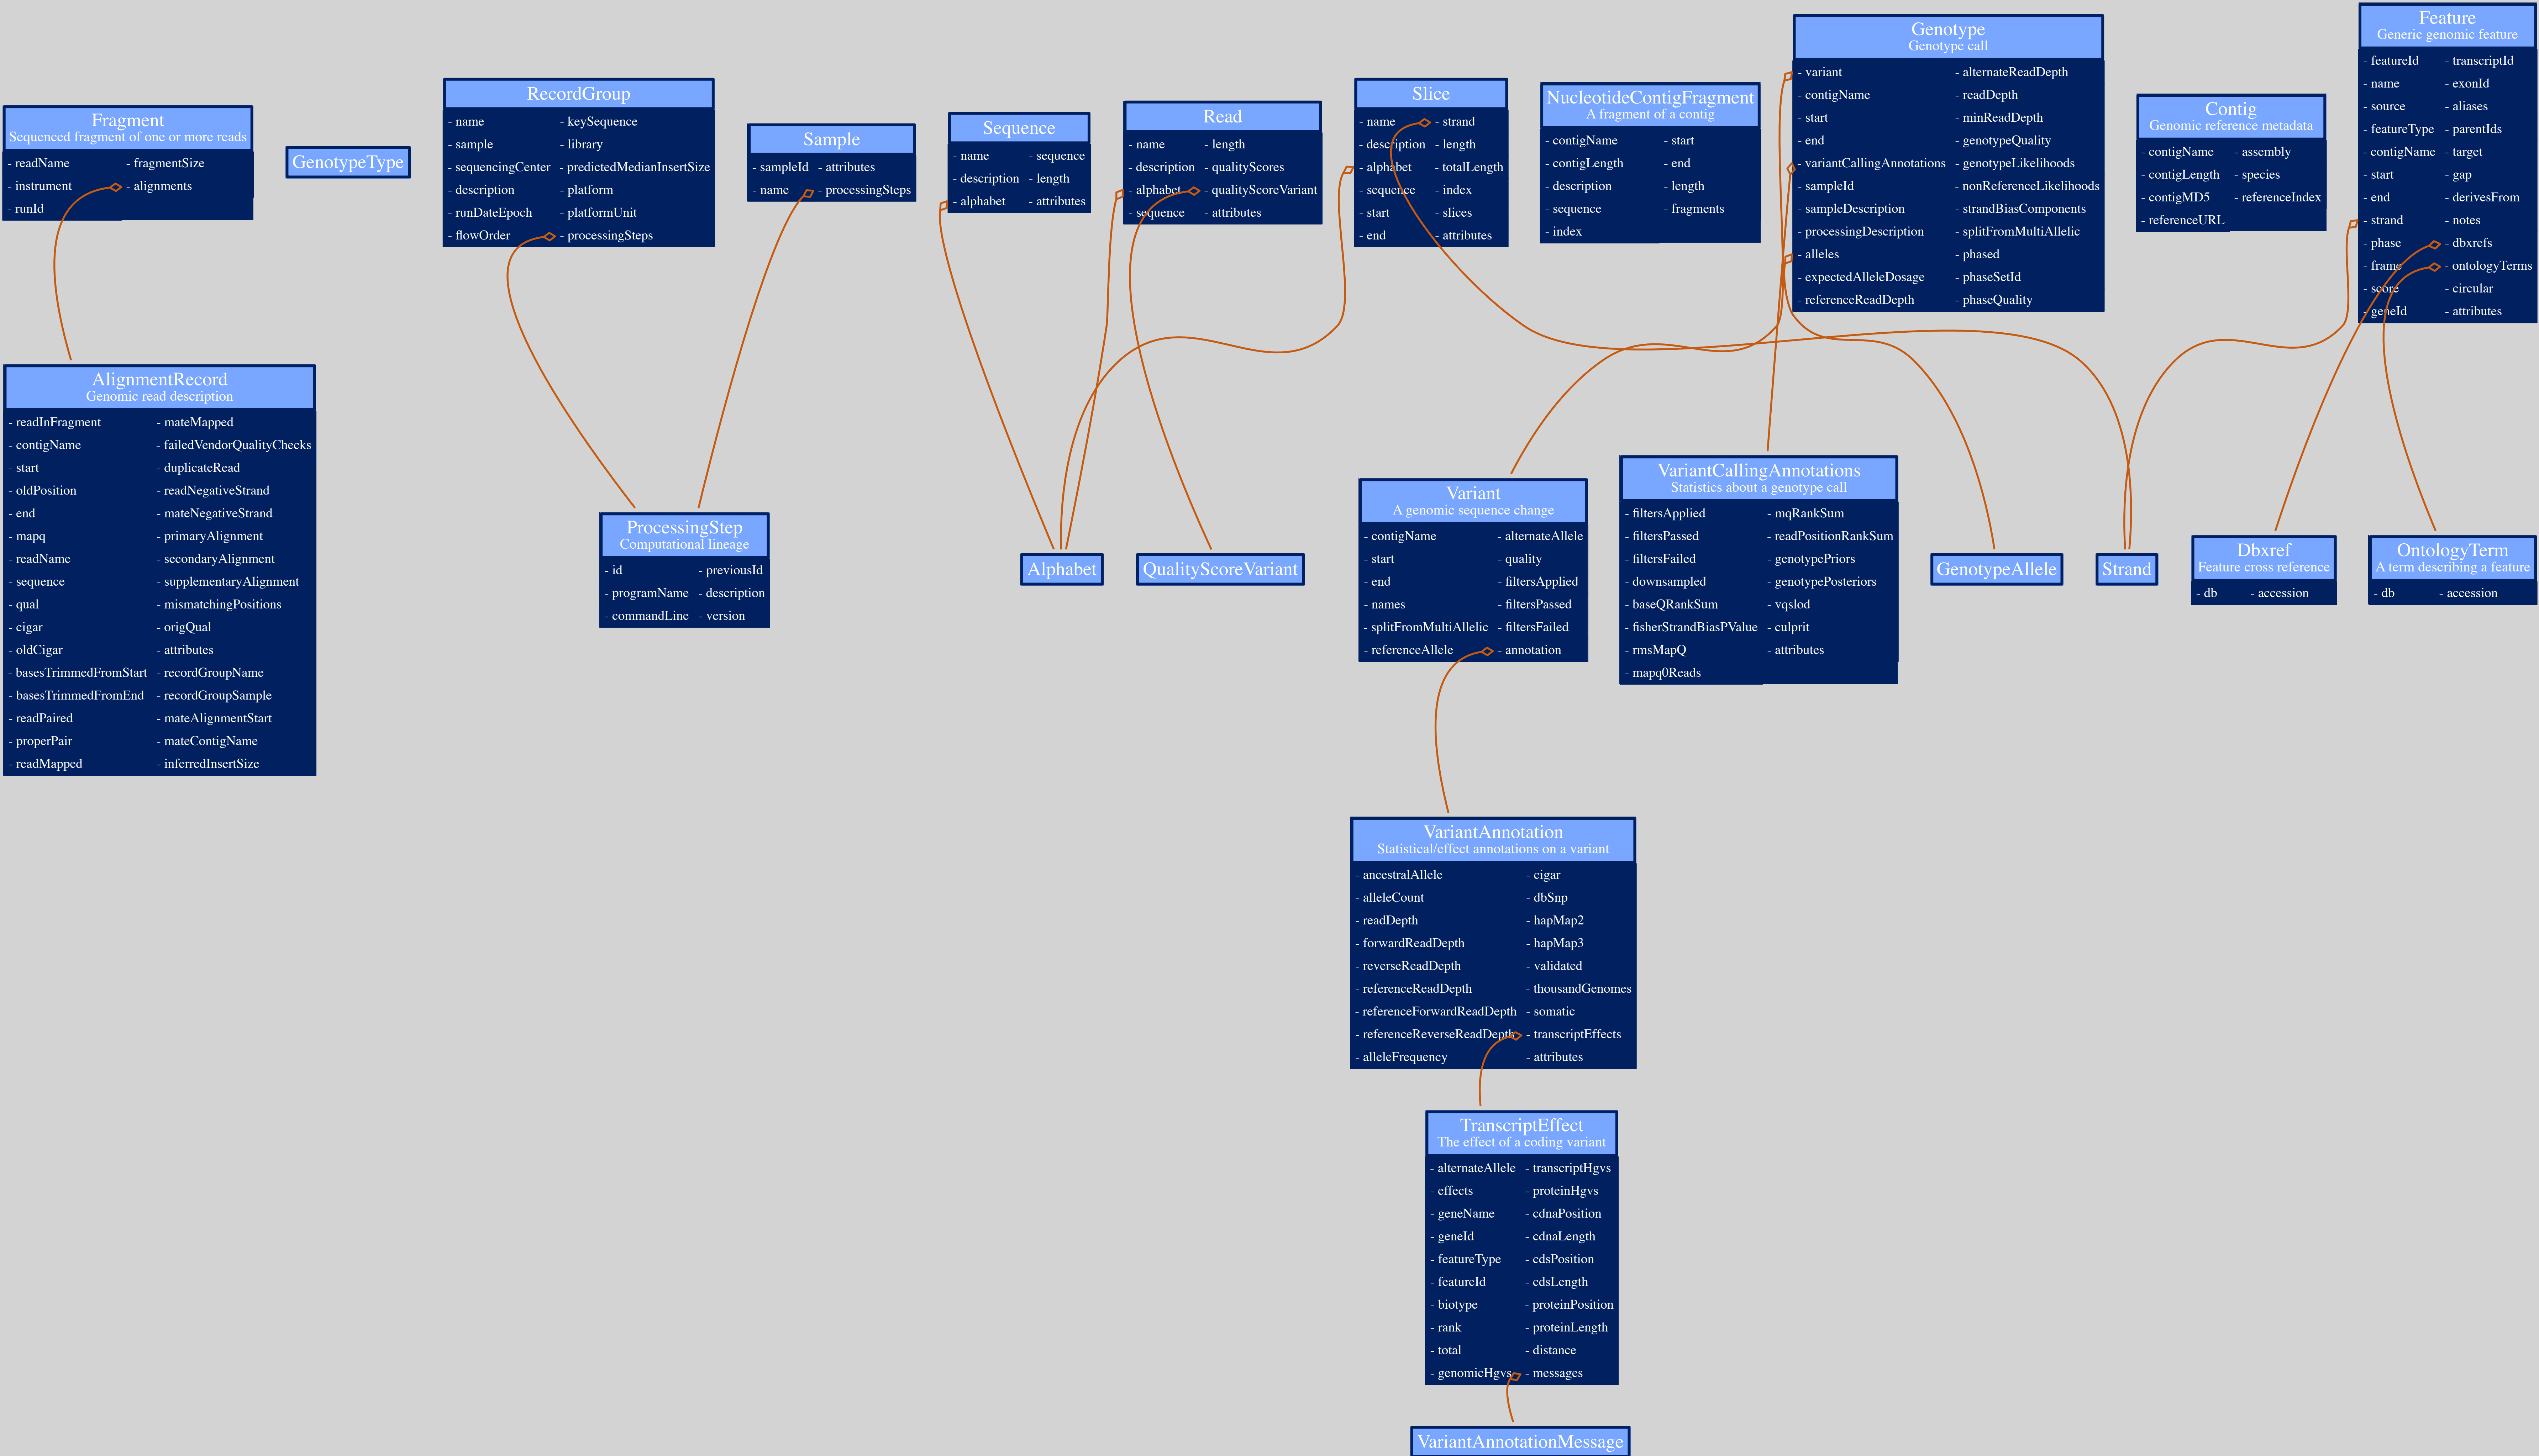 Fragment
Sequenced fragment of one or more reads
- readName - fragmentSize
- instrument - alignments
- runId
GenotypeType
RecordGroup
- name - keySequence
- sample - library
- sequencingCenter - predictedMedianInsertSize
- description - platform
- runDateEpoch - platformUnit
- flowOrder - processingSteps
Sample
- sampleId - attributes
- name - processingSteps
Sequence
- name - sequence
- description - length
- alphabet - attributes
Read
- name - length
- description - qualityScores
- alphabet - qualityScoreVariant
- sequence - attributes
Slice
- name - strand
- description - length
- alphabet - totalLength
- sequence - index
- start - slices
- end - attributes
NucleotideContigFragment
A fragment of a contig
- contigName - start
- contigLength - end
- description - length
- sequence - fragments
- index
Genotype
Genotype call
- variant - alternateReadDepth
- contigName - readDepth
- start - minReadDepth
- end - genotypeQuality
- variantCallingAnnotations - genotypeLikelihoods
- sampleId - nonReferenceLikelihoods
- sampleDescription - strandBiasComponents
- processingDescription - splitFromMultiAllelic
- alleles - phased
- expectedAlleleDosage - phaseSetId
- referenceReadDepth - phaseQuality
Contig
Genomic reference metadata
- contigName - assembly
- contigLength - species
- contigMD5 - referenceIndex
- referenceURL
Feature
Generic genomic feature
- featureId - transcriptId
- name - exonId
- source - aliases
- featureType - parentIds
- contigName - target
- start - gap
- end - derivesFrom
- strand - notes
- phase - dbxrefs
- frame - ontologyTerms
- score - circular
- geneId - attributes
AlignmentRecord
Genomic read description
- readInFragment - mateMapped
- contigName - failedVendorQualityChecks
- start - duplicateRead
- oldPosition - readNegativeStrand
- end - mateNegativeStrand
- mapq - primaryAlignment
- readName - secondaryAlignment
- sequence - supplementaryAlignment
- qual - mismatchingPositions
- cigar - origQual
- oldCigar - attributes
- basesTrimmedFromStart - recordGroupName
- basesTrimmedFromEnd - recordGroupSample
- readPaired - mateAlignmentStart
- properPair - mateContigName
- readMapped - inferredInsertSize
ProcessingStep
Computational lineage
- id - previousId
- programName - description
- commandLine - version
Alphabet
QualityScoreVariant
Variant
A genomic sequence change
- contigName - alternateAllele
- start - quality
- end - filtersApplied
- names - filtersPassed
- splitFromMultiAllelic - filtersFailed
- referenceAllele - annotation
VariantCallingAnnotations
Statistics about a genotype call
- filtersApplied - mqRankSum
- filtersPassed - readPositionRankSum
- filtersFailed - genotypePriors
- downsampled - genotypePosteriors
- baseQRankSum - vqslod
- fisherStrandBiasPValue - culprit
- rmsMapQ - attributes
- mapq0Reads
GenotypeAllele
Strand
Dbxref
Feature cross reference
- db - accession
OntologyTerm
A term describing a feature
- db - accession
VariantAnnotation
Statistical/effect annotations on a variant
- ancestralAllele - cigar
- alleleCount - dbSnp
- readDepth - hapMap2
- forwardReadDepth - hapMap3
- reverseReadDepth - validated
- referenceReadDepth - thousandGenomes
- referenceForwardReadDepth - somatic
- referenceReverseReadDepth - transcriptEffects
- alleleFrequency - attributes
TranscriptEffect
The effect of a coding variant
- alternateAllele - transcriptHgvs
- effects - proteinHgvs
- geneName - cdnaPosition
- geneId - cdnaLength
- featureType - cdsPosition
- featureId - cdsLength
- biotype - proteinPosition
- rank - proteinLength
- total - distance
- genomicHgvs - messages
VariantAnnotationMessage